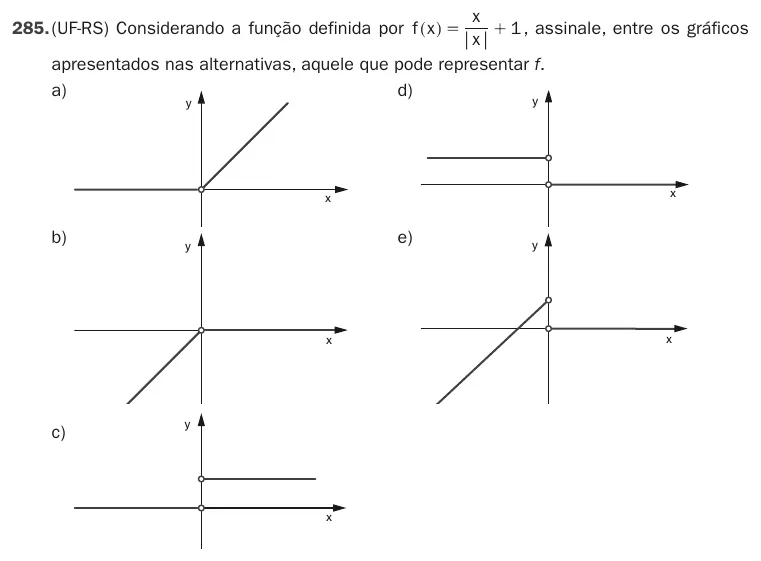 285. (UF-RS) Considerando a função definida por f(x) = x/|x| + 1, assinale, entre os gráficos
apresentados nas alternativas, aquele que pode representar f.
a)
y
x
d)
y
x
b)
y
x
e)
y
x
c)
y
x